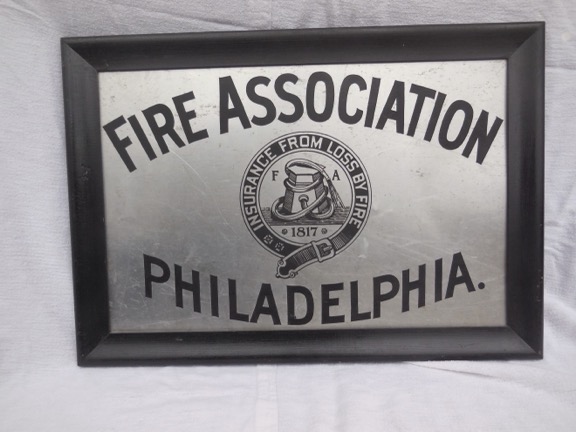 FIRE ASSOCIATION
INSURANCE FROM LOSS BY FIRE
F A
1817
PHILADELPHIA.